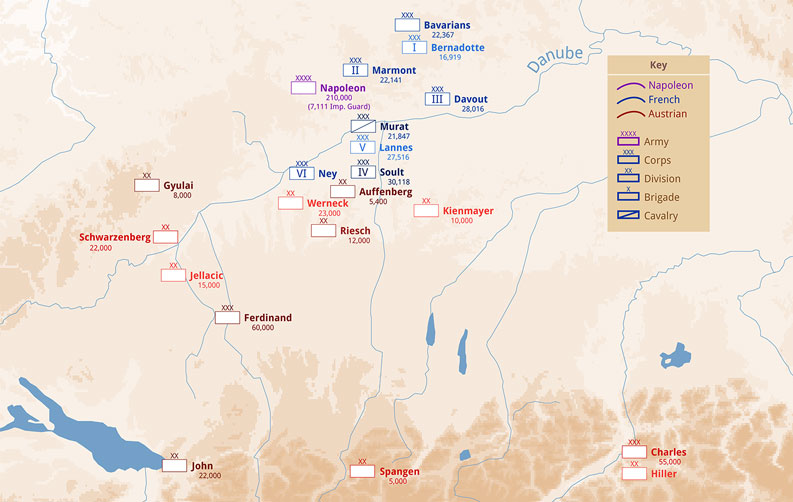 XXX
Bavarians
22,367
XXX
I Bernadotte
16,919
Danube
XXX
II Marmont
22,141
XXXX
Napoleon
210,000
(7,111 Imp. Guard)
XXX
III Davout
28,016
XXX
Murat
21,847
XXX
V Lannes
27,516
XXX
VI Ney
XXX
IV Soult
30,118
XX
Auffenberg
5,400
XX
Gyulai
8,000
XX
Werneck
23,000
XX
Kienmayer
10,000
XX
Riesch
12,000
XX
Schwarzenberg
22,000
XX
Jellacic
15,000
XXX
Ferdinand
60,000
XX
John
22,000
XX
Spangen
5,000
XXX
Charles
55,000
XX
Hiller
Key
Napoleon
French
Austrian
XXXX
Army
XXX
Corps
XX
Division
X
Brigade
Cavalry